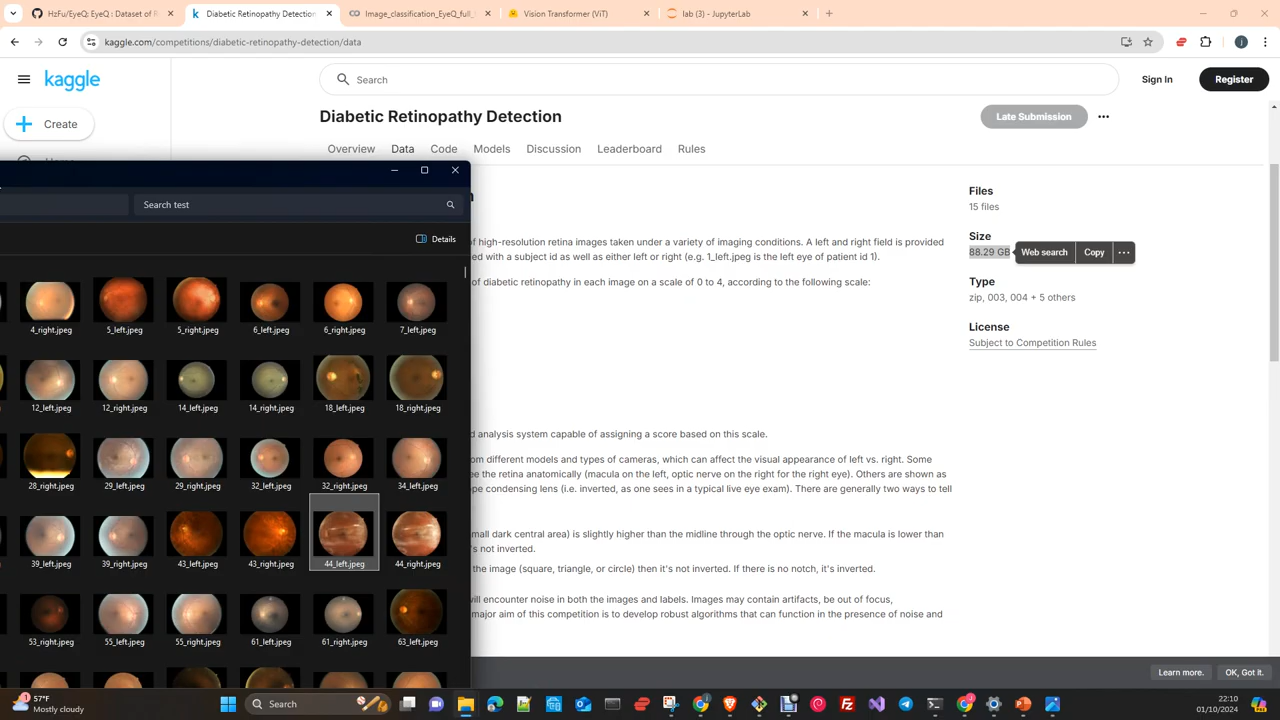 HzFu/EyeQ: EyeQ : Dataset of R
Diabetic Retinopathy Detection
Image_classification_EyeQ_full_
Vision Transformer (ViT)
lab (3) - JupyterLab
kaggle.com/competitions/diabetic-retinopathy-detection/data
kaggle
Search
Sign In
Register
Create
Diabetic Retinopathy Detection
Late Submission
Overview
Data
Code
Models
Discussion
Leaderboard
Rules
Search test
Details
of high-resolution retina images taken under a variety of imaging conditions. A left and right field is provided
ed with a subject id as well as either left or right (e.g. 1_left.jpeg is the left eye of patient id 1).
of diabetic retinopathy in each image on a scale of 0 to 4, according to the following scale:
d analysis system capable of assigning a score based on this scale.
om different models and types of cameras, which can affect the visual appearance of left vs. right. Some
ee the retina anatomically (macula on the left, optic nerve on the right for the right eye). Others are shown as
ope condensing lens (i.e. inverted, as one sees in a typical live eye exam). There are generally two ways to tell
mall dark central area) is slightly higher than the midline through the optic nerve. If the macula is lower than
's not inverted.
the image (square, triangle, or circle) then it's not inverted. If there is no notch, it's inverted.
vill encounter noise in both the images and labels. Images may contain artifacts, be out of focus,
major aim of this competition is to develop robust algorithms that can function in the presence of noise and
Files
15 files
Size
88.29 GB
Web search
Copy
Type
zip, 003, 004 + 5 others
License
Subject to Competition Rules
4_right.jpeg
5_left.jpeg
5_right.jpeg
6_left.jpeg
6_right.jpeg
7_left.jpeg
12_left.jpeg
12_right.jpeg
14_left.jpeg
14_right.jpeg
18_left.jpeg
18_right.jpeg
28_right.jpeg
29_left.jpeg
29_right.jpeg
32_left.jpeg
32_right.jpeg
34_left.jpeg
39_left.jpeg
39_right.jpeg
43_left.jpeg
43_right.jpeg
44_left.jpeg
44_right.jpeg
53_right.jpeg
55_left.jpeg
55_right.jpeg
61_left.jpeg
61_right.jpeg
63_left.jpeg
Learn more.
OK, Got it.
57°F
Mostly cloudy
Search
22:10
01/10/2024